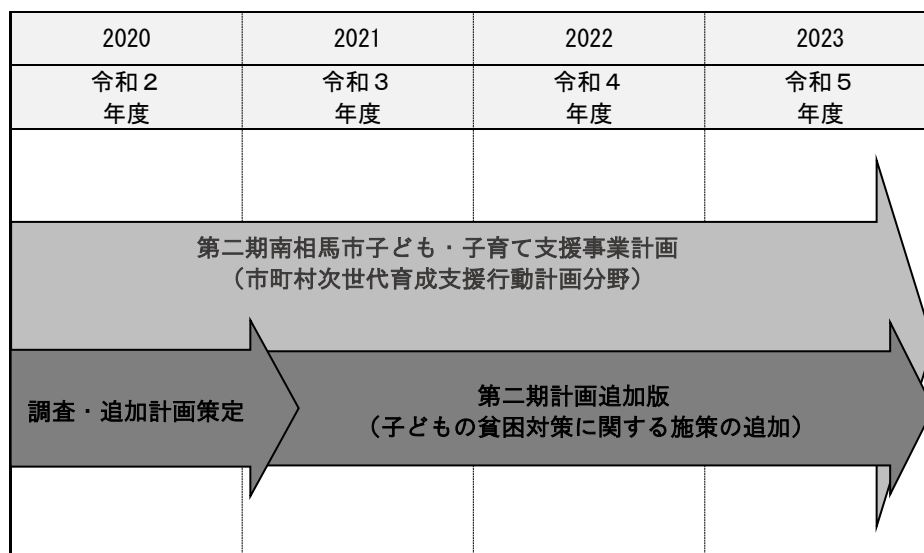 2020 2021 2022 2023
令和２ 令和３ 令和４ 令和５
年度 年度 年度 年度
第二期南相馬市子ども・子育て支援事業計画
（市町村次世代育成支援行動計画分野）
調査・追加計画策定
第二期計画追加版
（子どもの貧困対策に関する施策の追加）